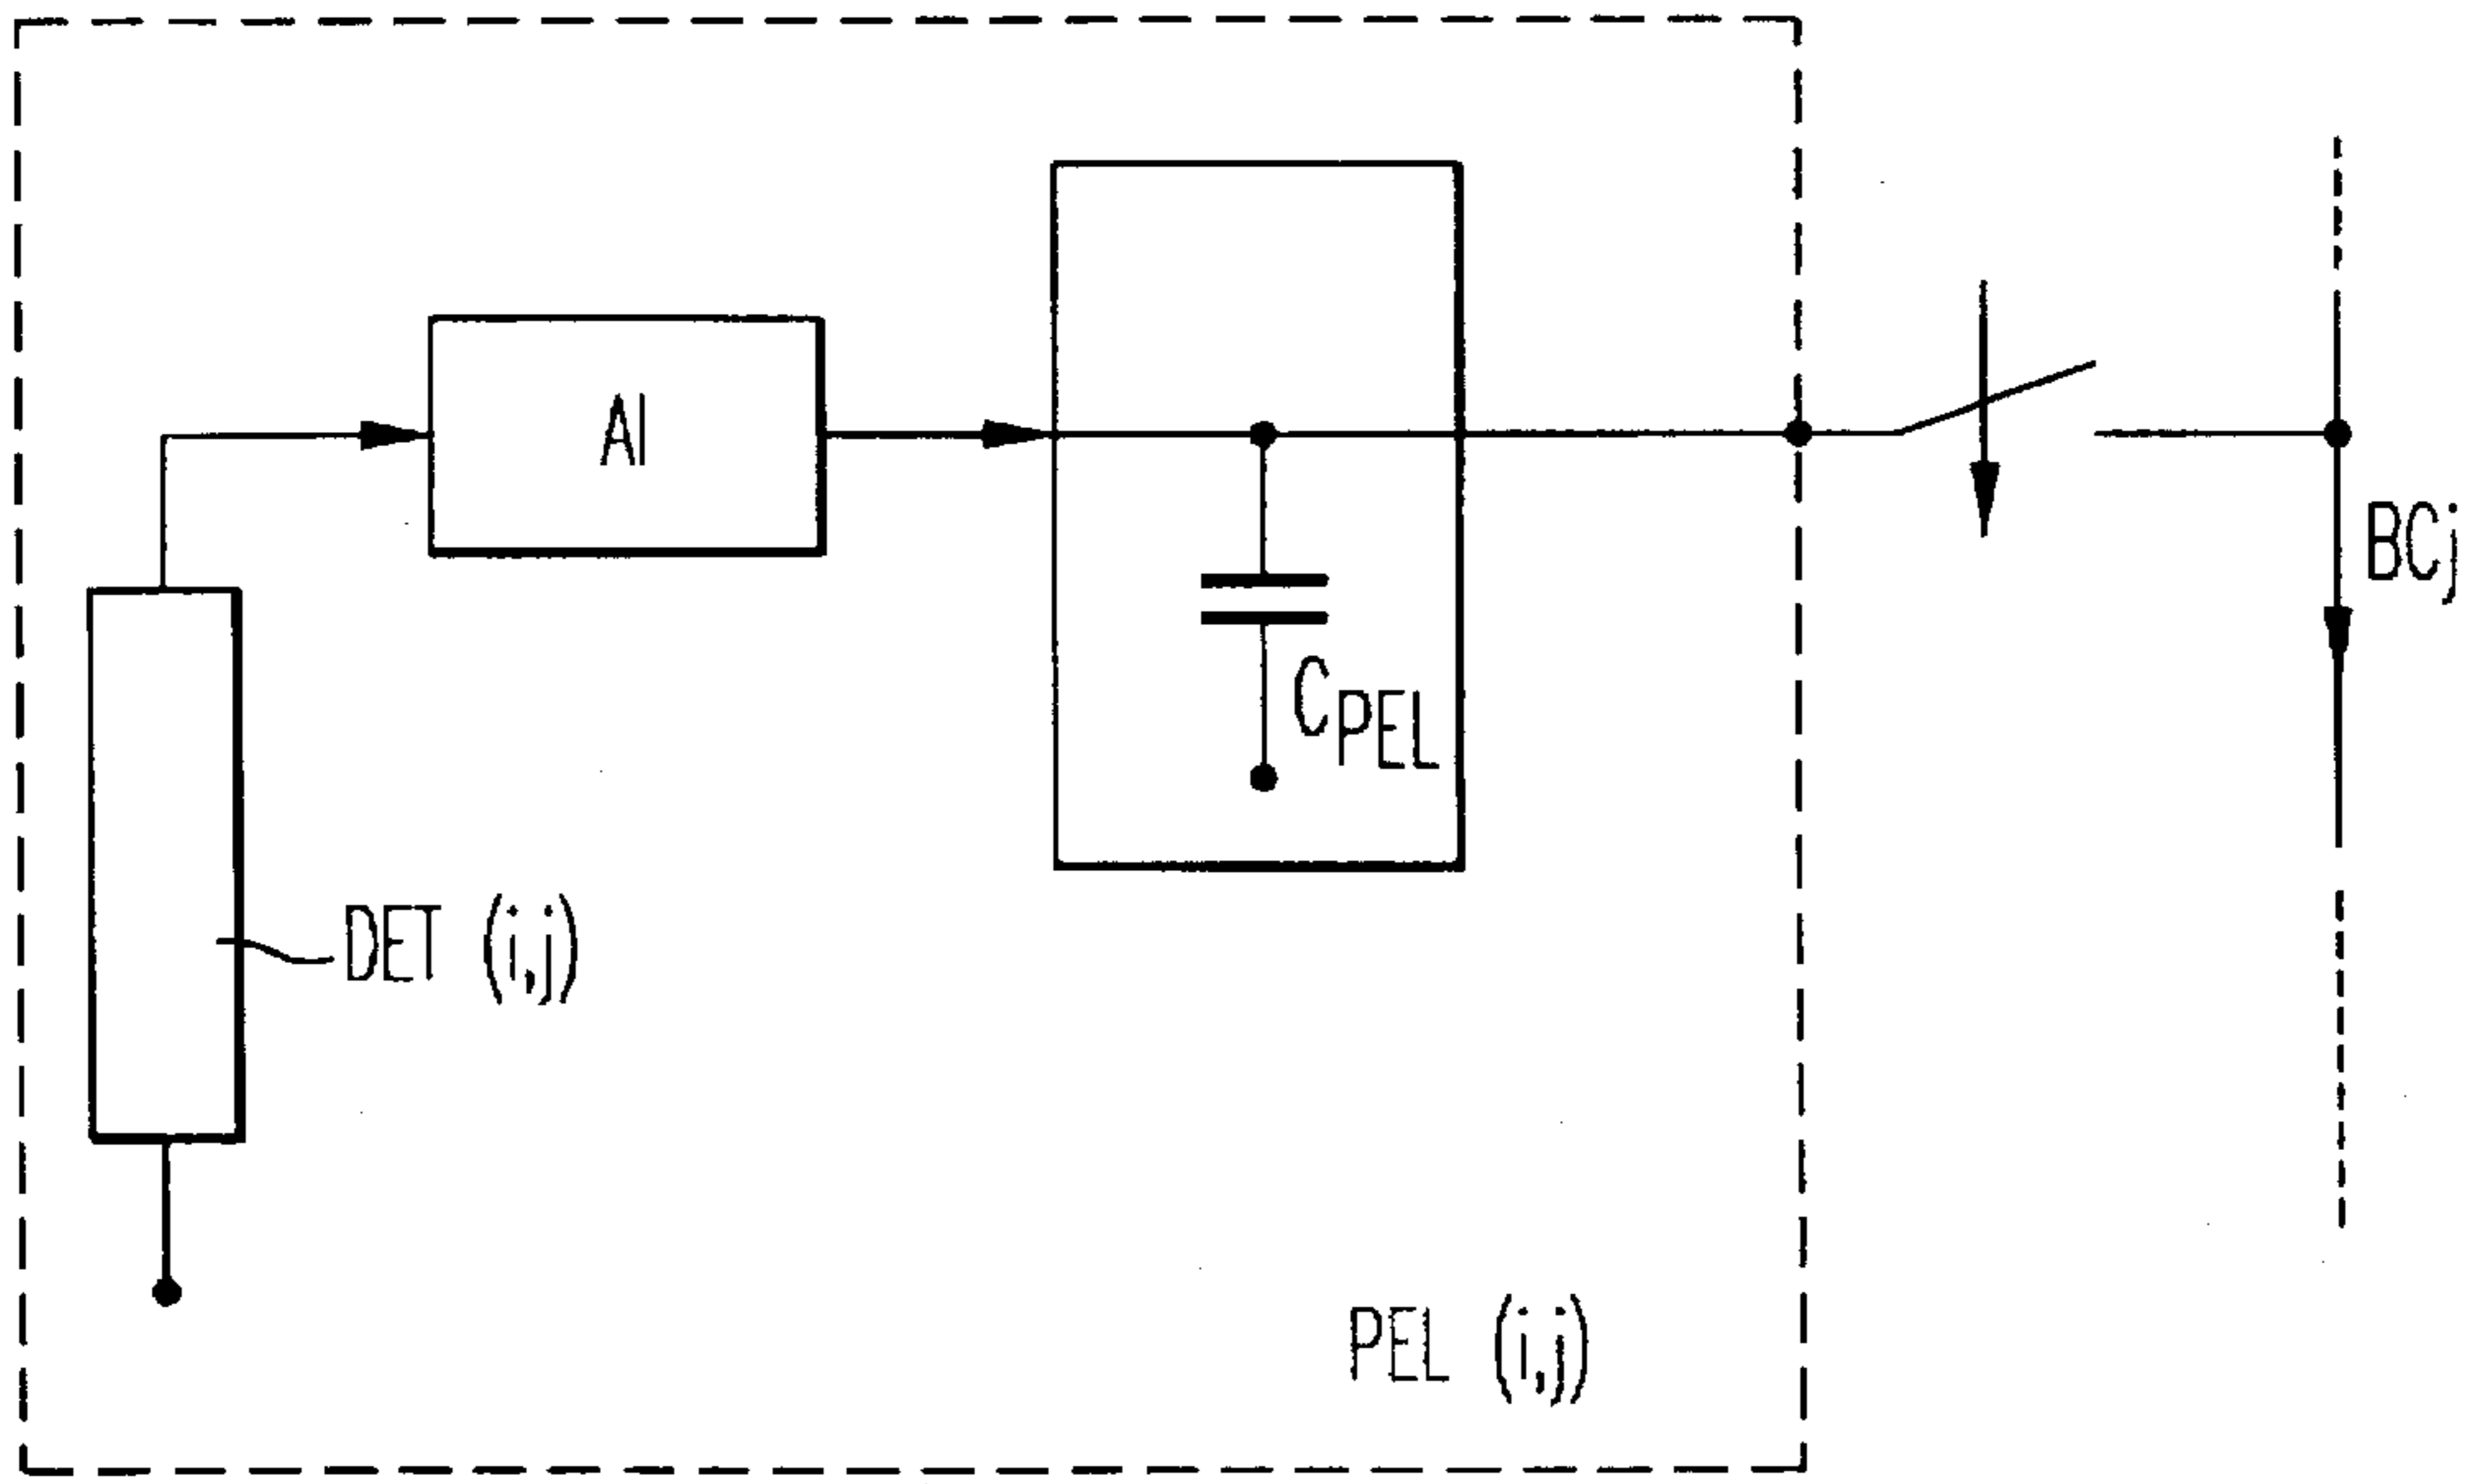 AI
BCj
CPEL
DET (i,j)
PEL (i,j)